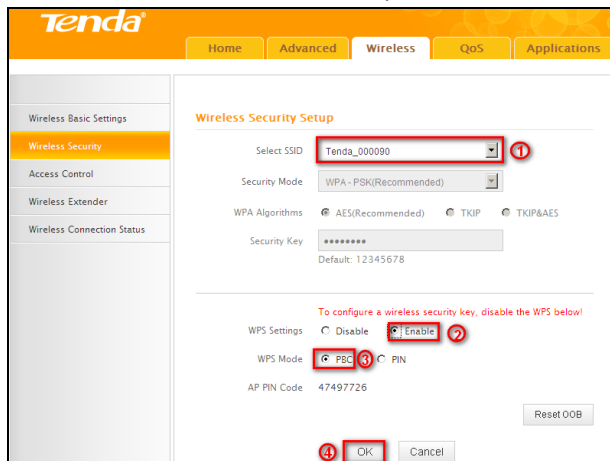 Tenda®
Home Advanced Wireless QoS Applications
Wireless Basic Settings
Wireless Security
Access Control
Wireless Extender
Wireless Connection Status
Wireless Security Setup
Select SSID Tenda_000090 ①
Security Mode WPA-PSK(Recommended)
WPA Algorithms AES(Recommended) TKIP TKIP&AES
Security Key ********
Default: 12345678
To configure a wireless security key, disable the WPS below!
WPS Settings Disable Enable ②
WPS Mode PBC ③ PIN
AP PIN Code 47497726
Reset OOB
④ OK Cancel